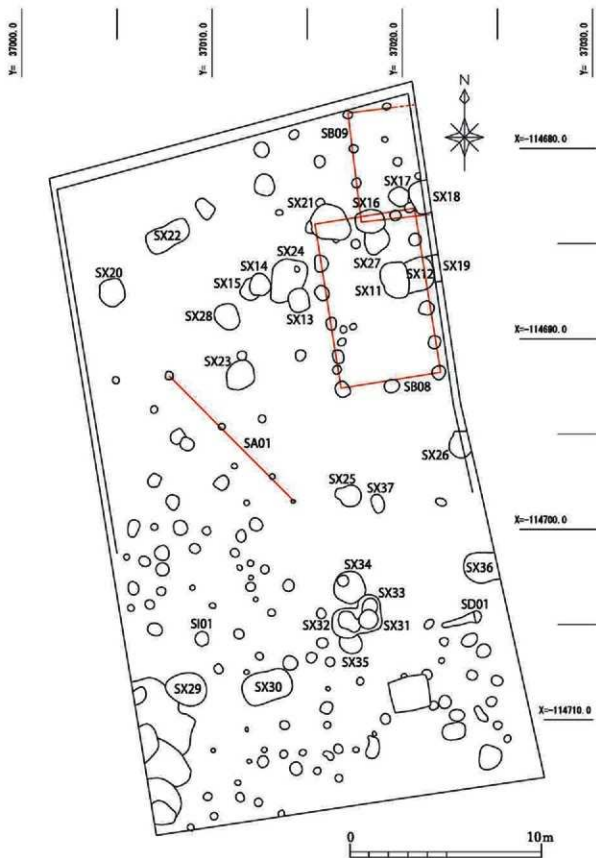 Y= 37000.0
Y= 37010.0
Y= 37020.0
Y= 37030.0
N
X=-114680.0
SB09
SX17
SX18
SX16
SX21
SX22
SX27
SX24
SX19
SX12
SX14
SX15
SX20
SX11
SX13
SX28
X=-114690.0
SX23
SB08
SA01
SX26
SX25
SX37
X=-114700.0
SX34
SX36
SX33
SD01
SX32
SX31
SI01
SX35
SX29
SX30
X=-114710.0
0
10m